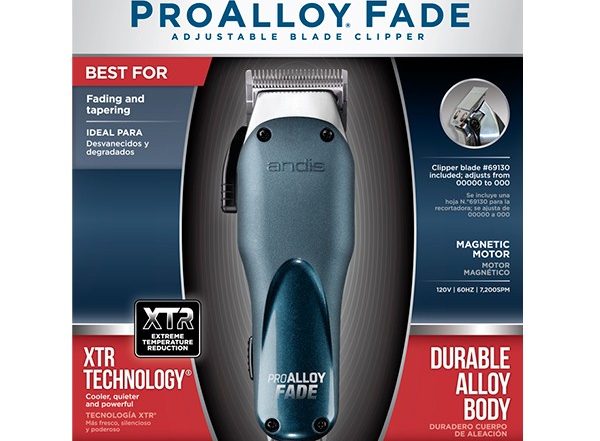 PROALLOY® FADE
ADJUSTABLE BLADE CLIPPER
BEST FOR
Fading and
tapering
IDEAL PARA
Desvanecidos y
degradados
andis
Clipper blade #69130
included; adjusts from
00000 to 000
Se incluye una
hoja N.°69130 para la
recortadora; se ajusta de
00000 a 000
MAGNETIC
MOTOR
MOTOR
MAGNÉTICO
120V | 60HZ | 7,200SPM
XTR
EXTREME
TEMPERATURE
REDUCTION
XTR
TECHNOLOGY®
Cooler, quieter
and powerful
TECNOLOGÍA XTR®
Más fresco, silencioso
y poderoso
PROALLOY
FADE
DURABLE
ALLOY
BODY
DURADERO CUERPO
DE ALEACIÓN